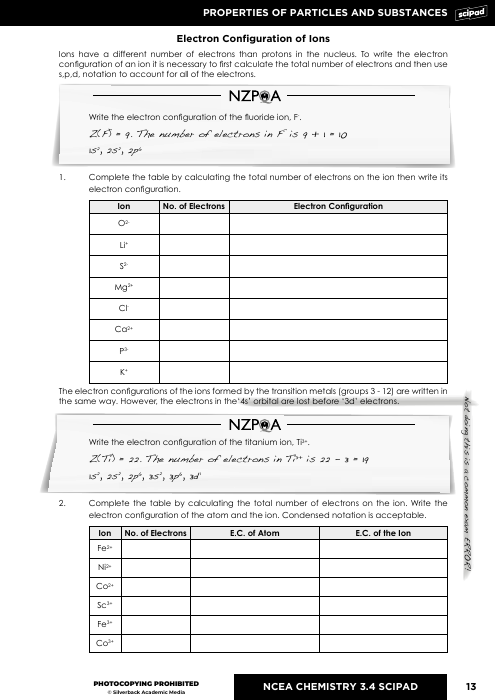 PROPERTIES OF PARTICLES AND SUBSTANCES
scipad
Electron Configuration of Ions
Ions have a different number of electrons than protons in the nucleus. To write the electron
configuration of an ion it is necessary to first calculate the total number of electrons and then use
s,p,d, notation to account for all of the electrons.
NZPQA
Write the electron configuration of the fluoride ion, F⁻.
Z(F) = 9. The number of electrons in F⁻ is 9 + 1 = 10
1s², 2s², 2p⁶
1. Complete the table by calculating the total number of electrons on the ion then write its
electron configuration.
Ion No. of Electrons Electron Configuration
O²⁻
Li⁺
S²⁻
Mg²⁺
Cl⁻
Ca²⁺
P³⁻
K⁺
The electron configurations of the ions formed by the transition metals (groups 3 - 12) are written in
the same way. However, the electrons in the '4s' orbital are lost before '3d' electrons.
Not doing this is a common exam ERROR!
NZPQA
Write the electron configuration of the titanium ion, Ti³⁺.
Z(Ti) = 22. The number of electrons in Ti³⁺ is 22 - 3 = 19
1s², 2s², 2p⁶, 3s², 3p⁶, 3d¹
2. Complete the table by calculating the total number of electrons on the ion. Write the
electron configuration of the atom and the ion. Condensed notation is acceptable.
Ion No. of Electrons E.C. of Atom E.C. of the Ion
Fe²⁺
Ni²⁺
Co²⁺
Sc³⁺
Fe³⁺
Co³⁺
PHOTOCOPYING PROHIBITED
© Silverback Academic Media
NCEA CHEMISTRY 3.4 SCIPAD
13